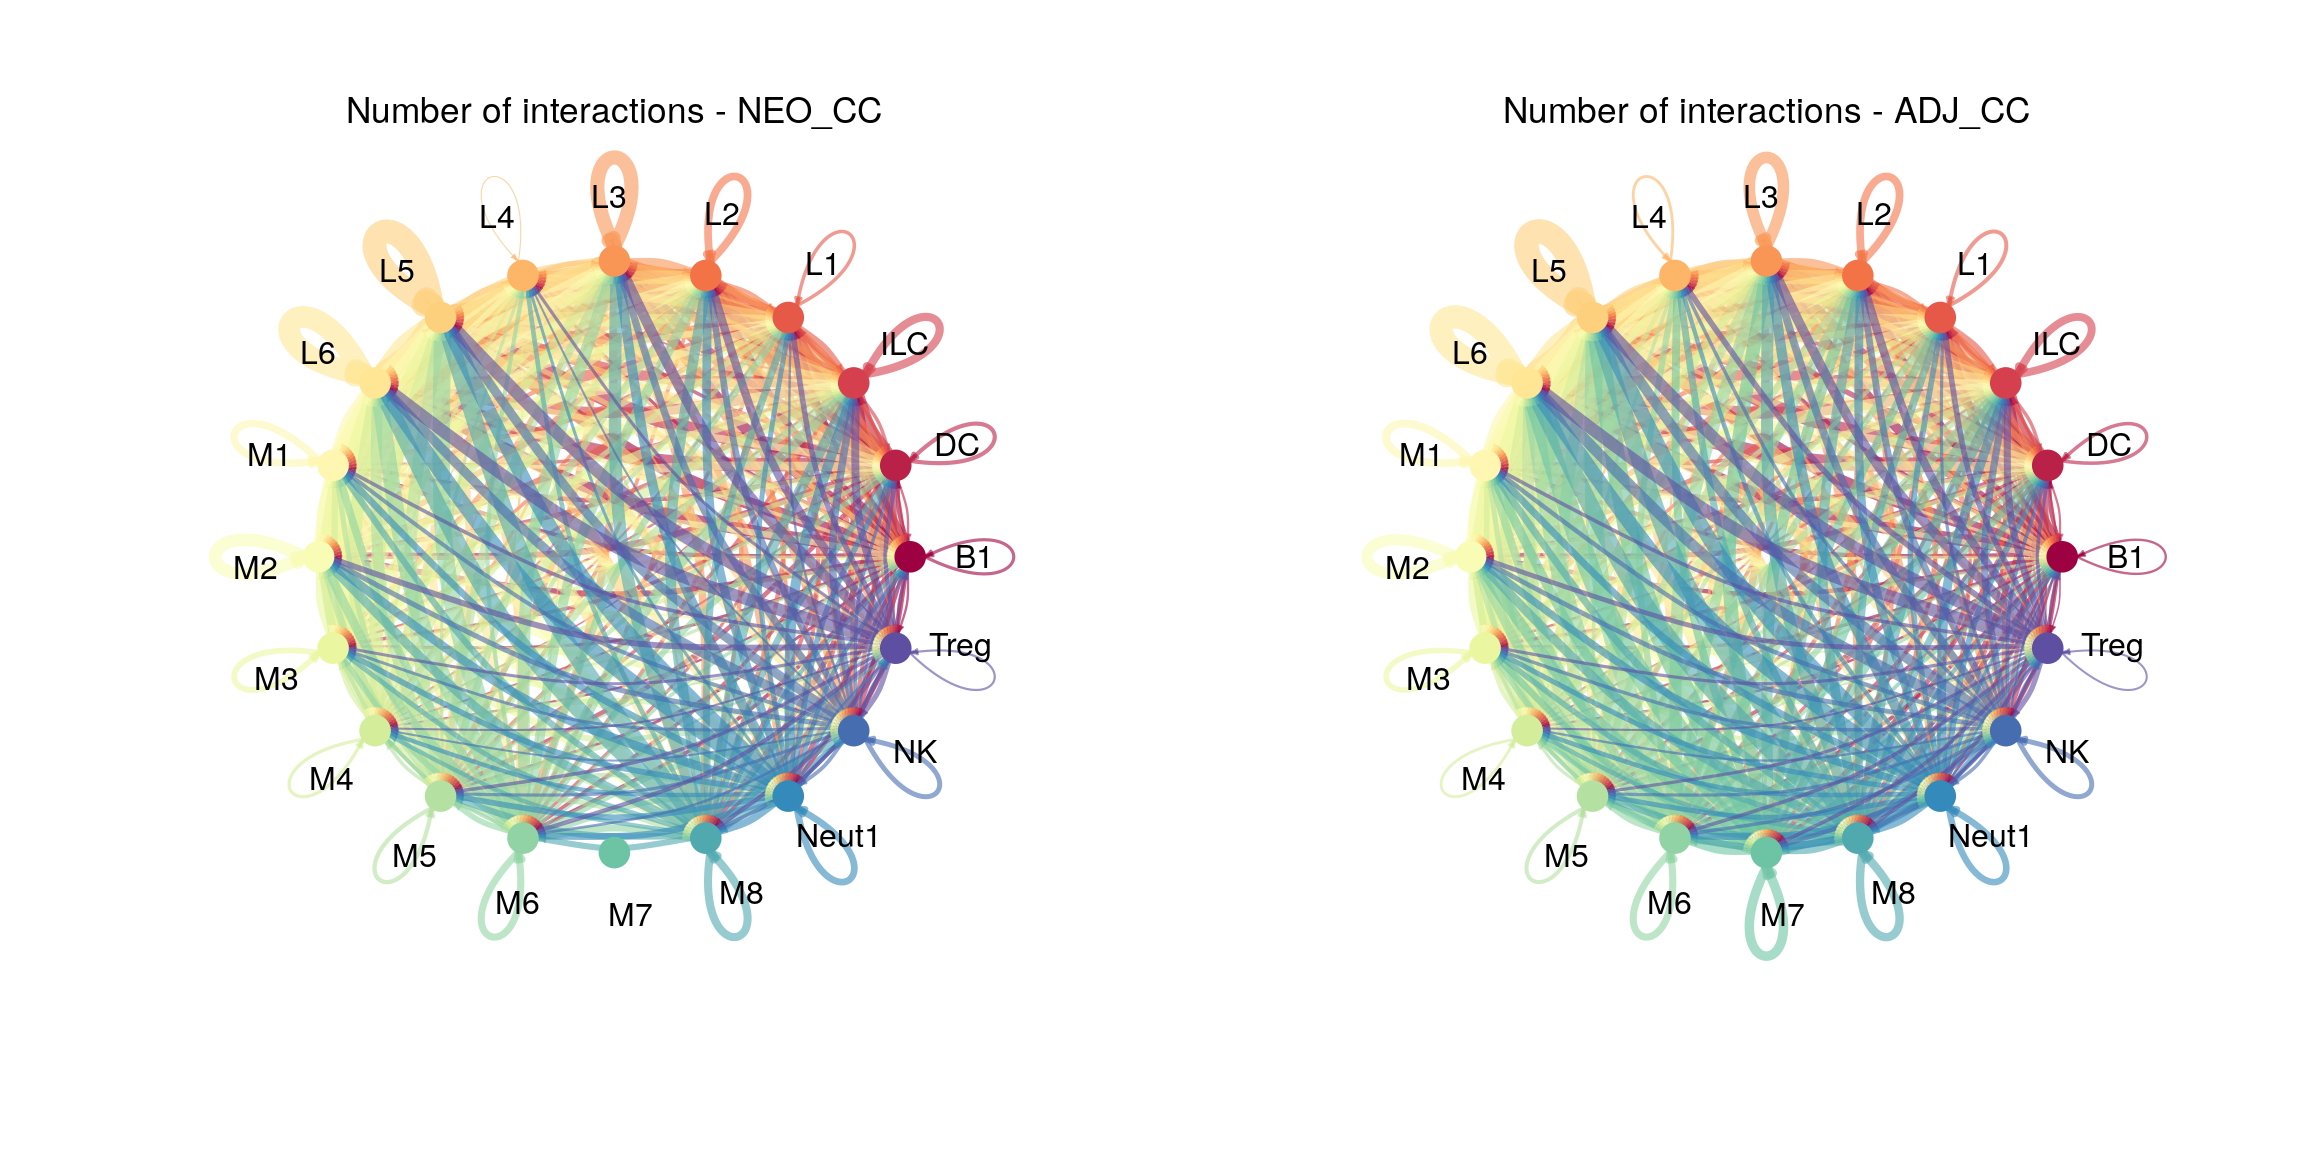 Number of interactions - NEO_CC
L3
L4
L2
L5
L1
L6
ILC
M1
DC
M2
B1
M3
Treg
M4
NK
M5
Neut1
M6
M7
M8
Number of interactions - ADJ_CC
L3
L4
L2
L5
L1
L6
ILC
M1
DC
M2
B1
M3
Treg
M4
NK
M5
Neut1
M6
M7
M8